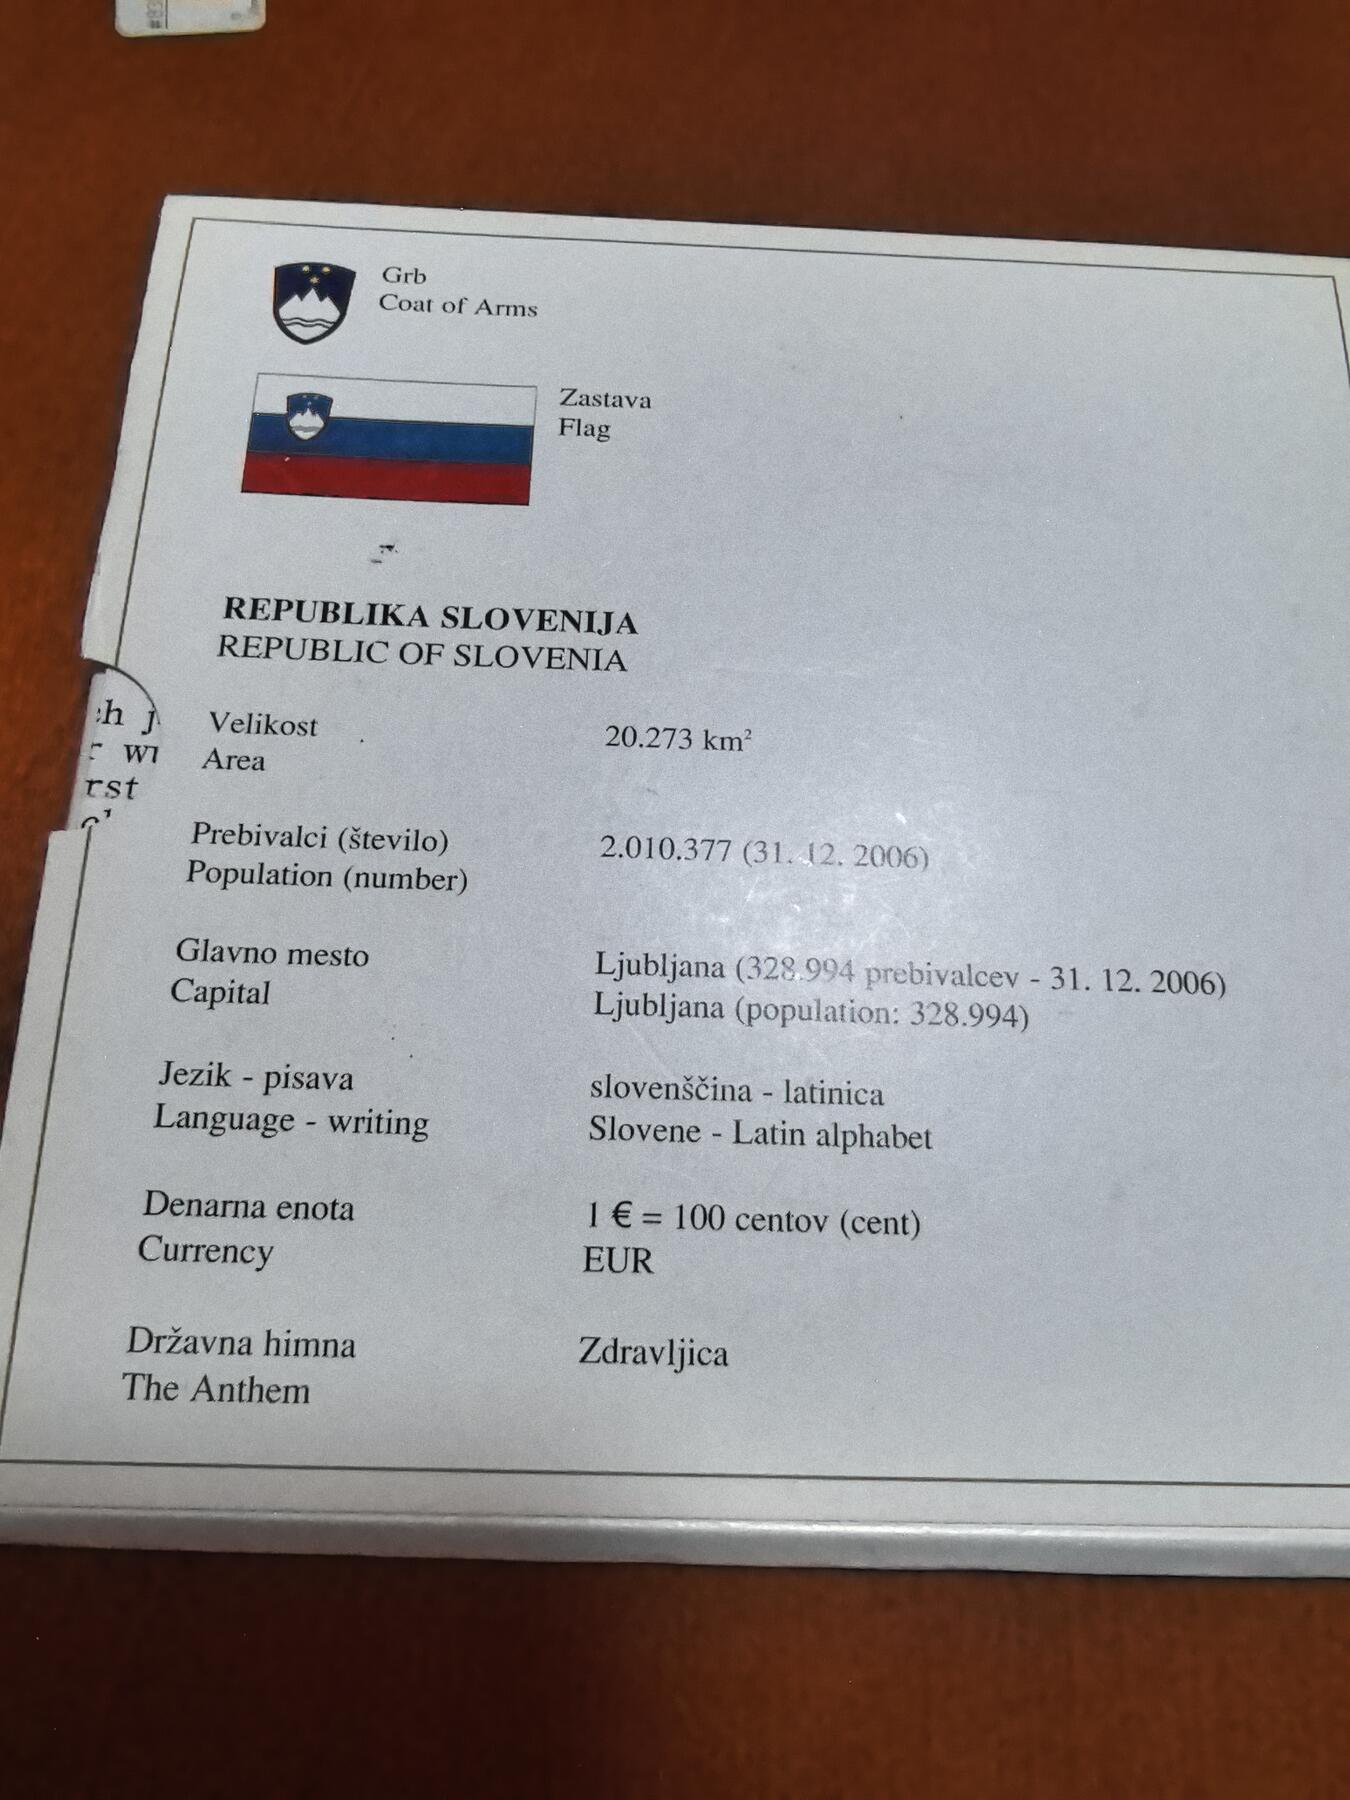 Grb
Coat of Arms
Zastava
Flag
REPUBLIKA SLOVENIJA
REPUBLIC OF SLOVENIA
Velikost
Area
20.273 km²
Prebivalci (število)
Population (number)
2.010.377 (31. 12. 2006)
Glavno mesto
Capital
Ljubljana (328.994 prebivalcev - 31. 12. 2006)
Ljubljana (population: 328.994)
Jezik - pisava
Language - writing
slovenščina - latinica
Slovene - Latin alphabet
Denarna enota
Currency
1 € = 100 centov (cent)
EUR
Državna himna
The Anthem
Zdravljica